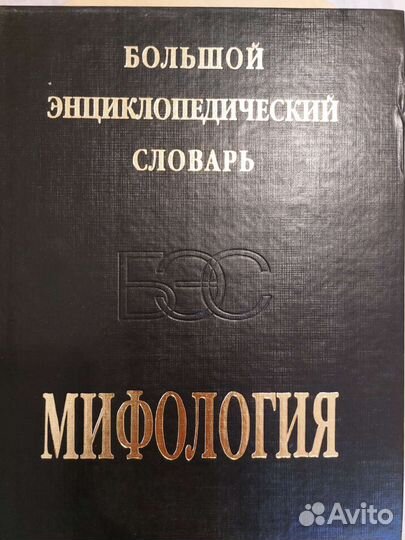 БОЛЬШОЙ
ЭНЦИКЛОПЕДИЧЕСКИЙ
СЛОВАРЬ
БЭС
МИФОЛОГИЯ
Avito